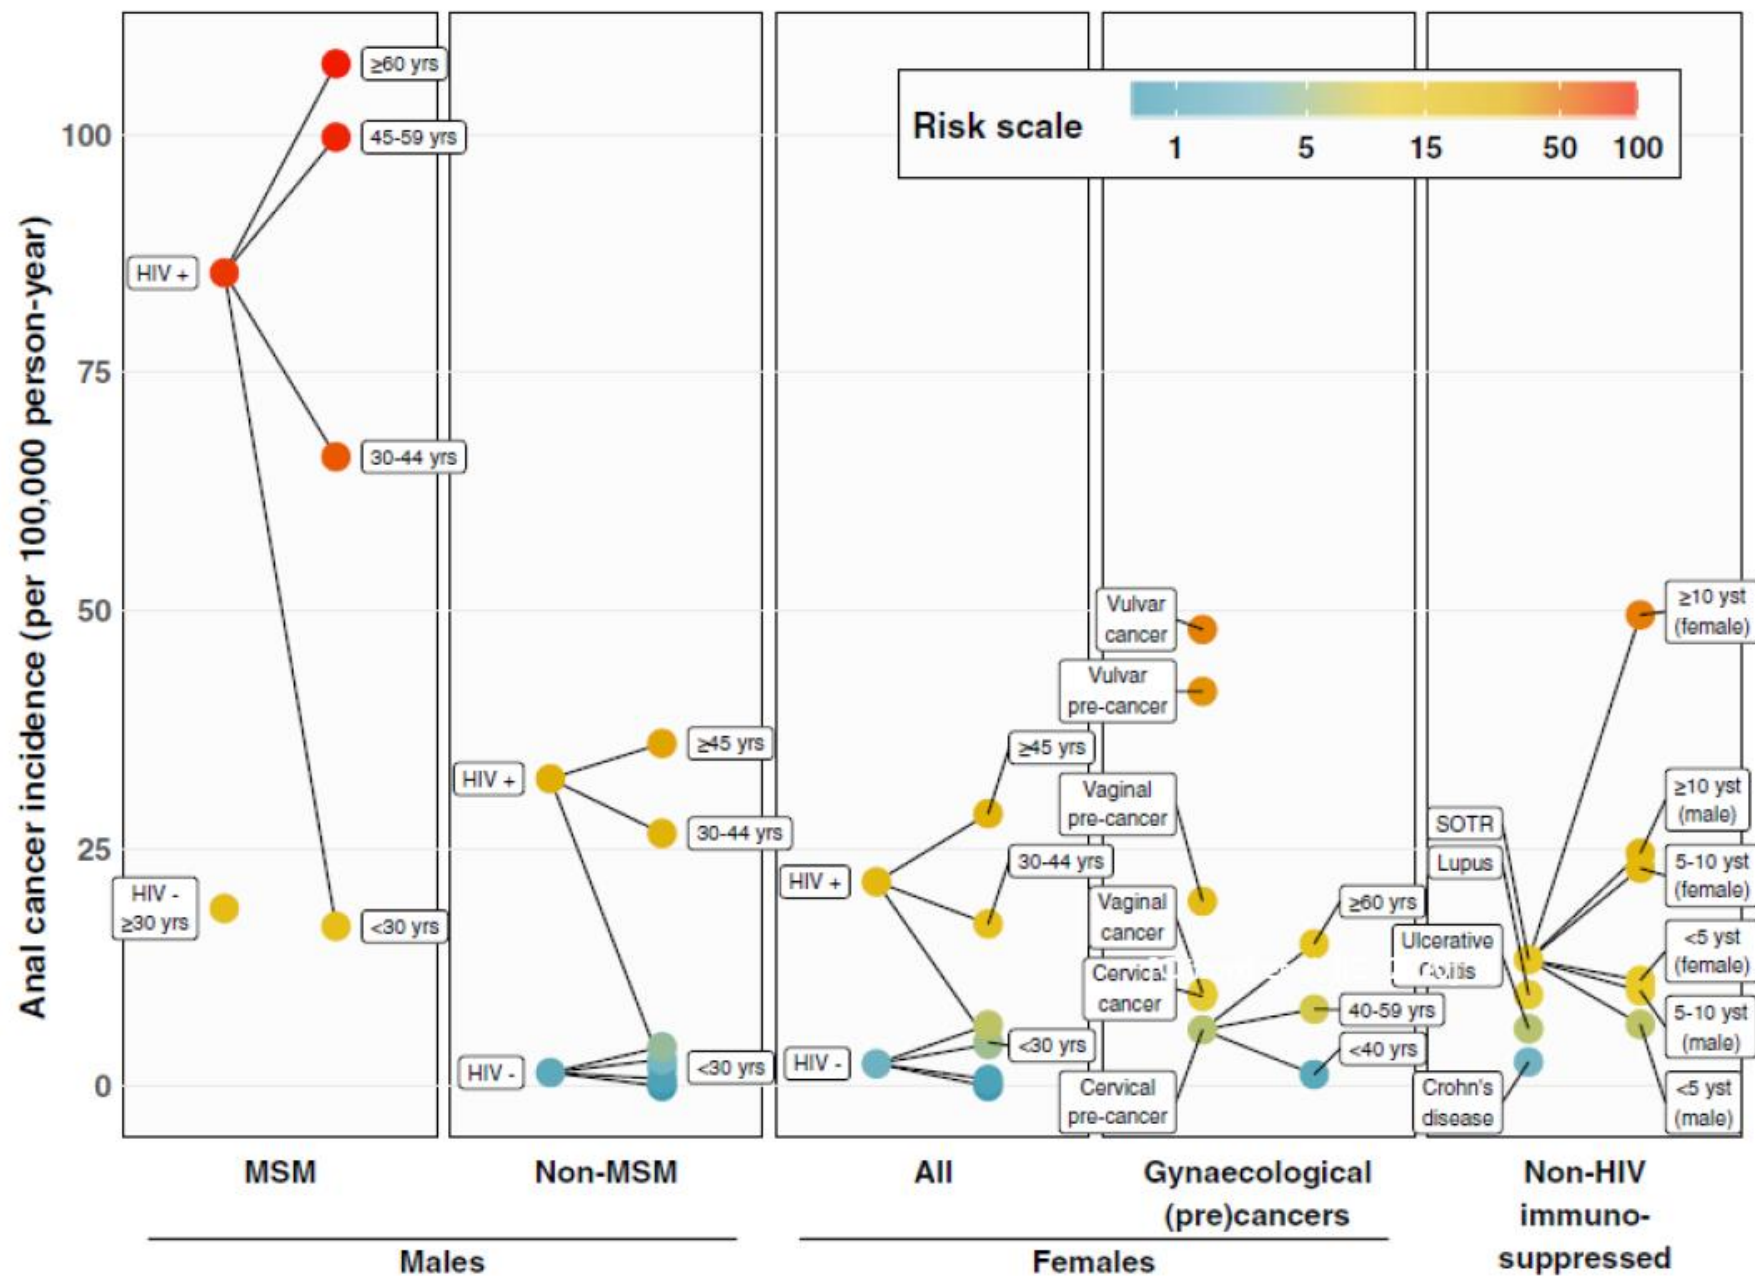 Anal cancer incidence (per 100,000 person-year)
100
75
50
25
0
≥60 yrs
45-59 yrs
HIV +
30-44 yrs
HIV -
≥30 yrs
<30 yrs
HIV +
≥45 yrs
30-44 yrs
HIV -
<30 yrs
≥45 yrs
30-44 yrs
HIV +
HIV -
<30 yrs
Risk scale
1 5 15 50 100
Vulvar
cancer
Vulvar
pre-cancer
Vaginal
pre-cancer
Vaginal
cancer
Cervical
cancer
Cervical
pre-cancer
≥60 yrs
40-59 yrs
<40 yrs
SOTR
Lupus
Ulcerative
Colitis
Crohn's
disease
≥10 yst
(female)
≥10 yst
(male)
5-10 yst
(female)
<5 yst
(female)
5-10 yst
(male)
<5 yst
(male)
MSM
Non-MSM
All
Gynaecological
(pre)cancers
Non-HIV
immuno-
suppressed
Males
Females